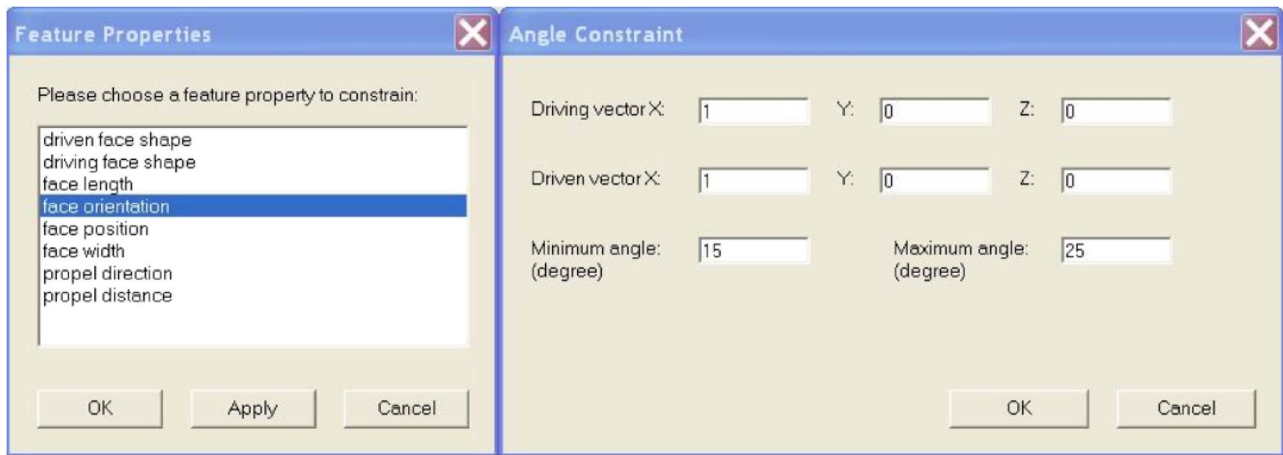 Feature Properties
Please choose a feature property to constrain:
driven face shape
driving face shape
face length
face orientation
face position
face width
propel direction
propel distance
OK Apply Cancel
Angle Constraint
Driving vector X: 1 Y: 0 Z: 0
Driven vector X: 1 Y: 0 Z: 0
Minimum angle: 15 Maximum angle: 25
(degree) (degree)
OK Cancel